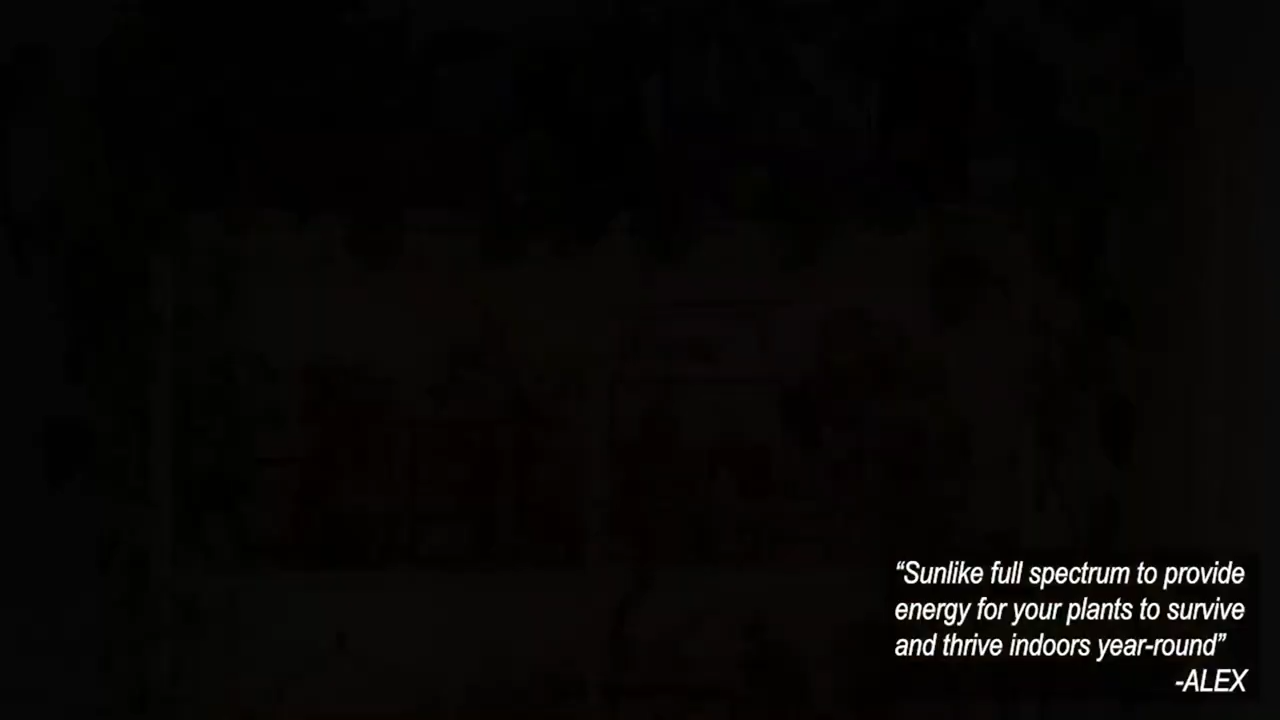 “Sunlike full spectrum to provide
energy for your plants to survive
and thrive indoors year-round”
-ALEX